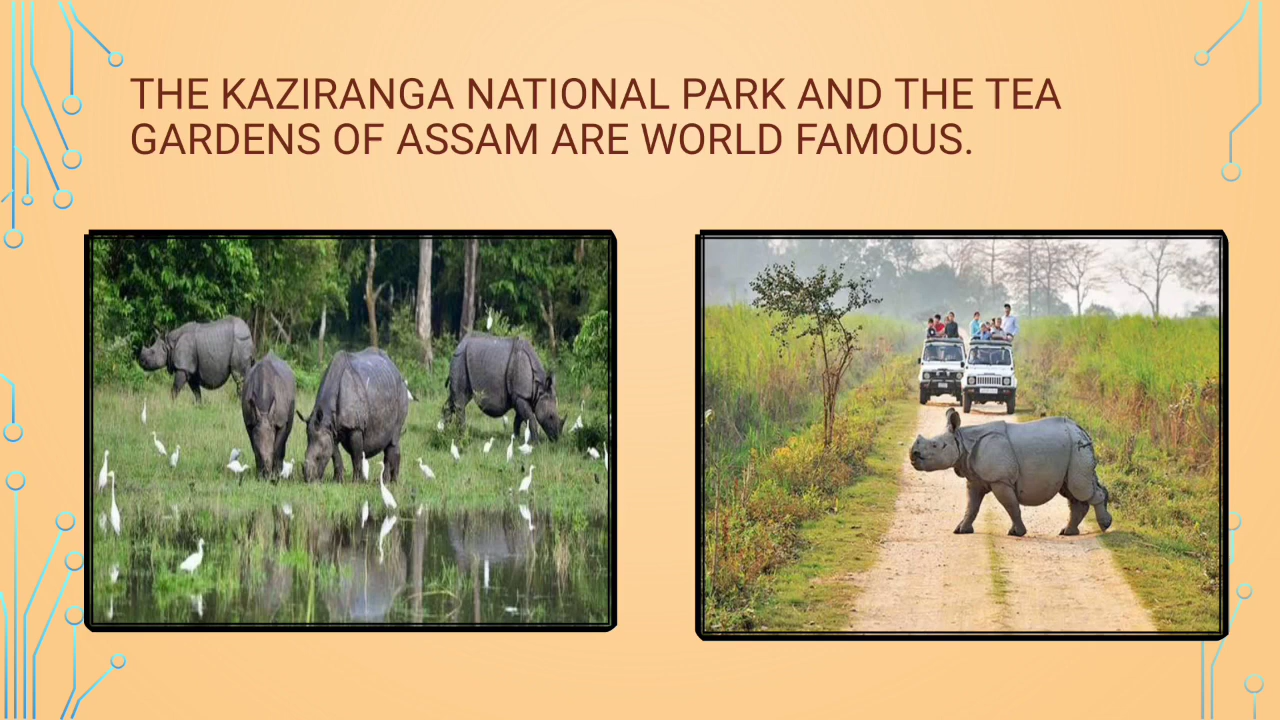 THE KAZIRANGA NATIONAL PARK AND THE TEA
GARDENS OF ASSAM ARE WORLD FAMOUS.